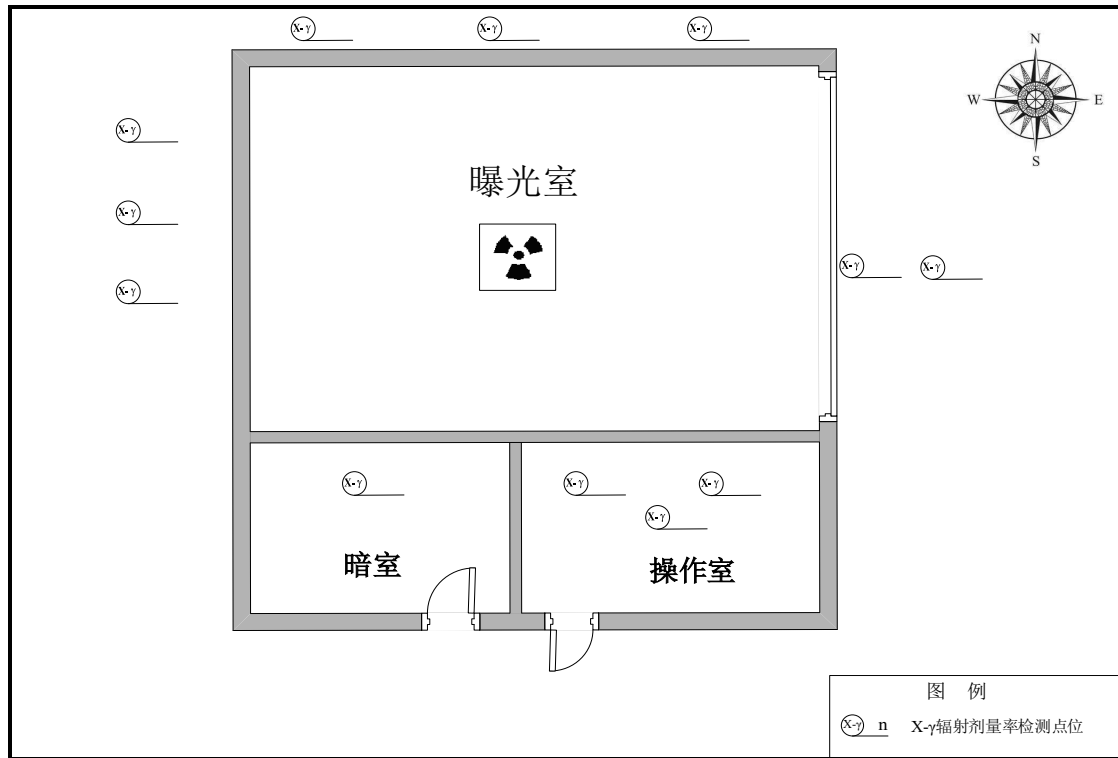 X-γ X-γ X-γ
N
W E
S
X-γ
曝光室
X-γ
X-γ X-γ
X-γ
X-γ X-γ X-γ
X-γ
暗室 操作室
图 例
X-γ n X-γ辐射剂量率检测点位